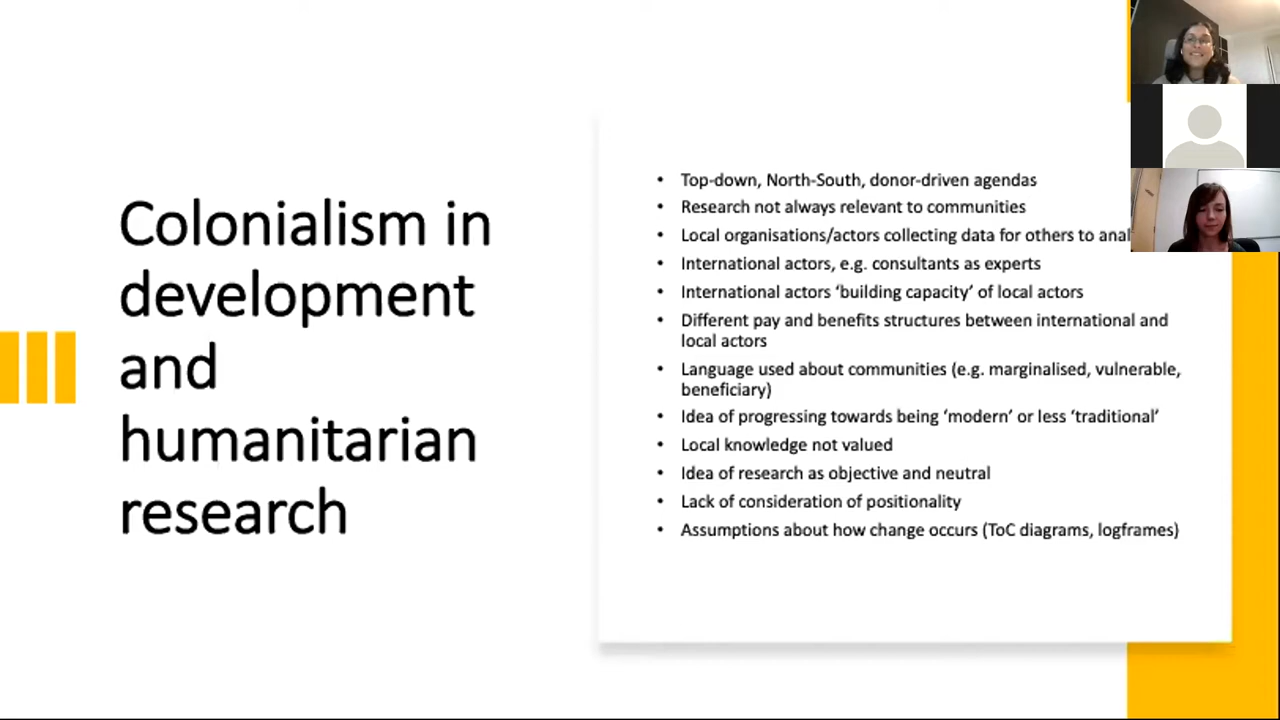 Colonialism in
development
and
humanitarian
research
• Top-down, North-South, donor-driven agendas
• Research not always relevant to communities
• Local organisations/actors collecting data for others to anal
• International actors, e.g. consultants as experts
• International actors ‘building capacity’ of local actors
• Different pay and benefits structures between international and
local actors
• Language used about communities (e.g. marginalised, vulnerable,
beneficiary)
• Idea of progressing towards being ‘modern’ or less ‘traditional’
• Local knowledge not valued
• Idea of research as objective and neutral
• Lack of consideration of positionality
• Assumptions about how change occurs (ToC diagrams, logframes)